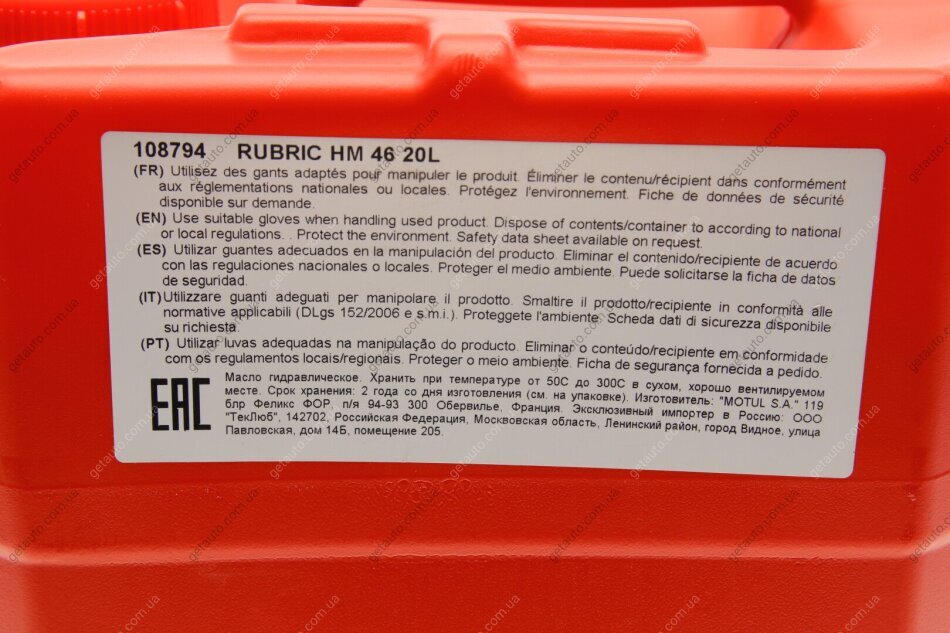 108794 RUBRIC HM 46 20L
(FR) Utilisez des gants adaptés pour manipuler le produit. Éliminer le contenu/récipient dans conformément
aux réglementations nationales ou locales. Protégez l'environnement. Fiche de données de sécurité
disponible sur demande.
(EN) Use suitable gloves when handling used product. Dispose of contents/container to according to national
or local regulations. . Protect the environment. Safety data sheet available on request.
(ES) Utilizar guantes adecuados en la manipulación del producto. Eliminar el contenido/recipiente de acuerdo
con las regulaciones nacionales o locales. Proteger el medio ambiente. Puede solicitarse la ficha de datos
de seguridad.
(IT)Utilizzare guanti adeguati per manipolare il prodotto. Smaltire il prodotto/recipiente in conformità alle
normative applicabili (DLgs 152/2006 e s.m.i.). Proteggete l'ambiente. Scheda dati di sicurezza disponibile
su richiesta.
(PT) Utilizar luvas adequadas na manipulação do produto. Eliminar o conteúdo/recipiente em conformidade
com os regulamentos locais/regionais. Proteger o meio ambiente. Ficha de segurança fornecida a pedido.
EAC
Масло гидравлическое. Хранить при температуре от 50С до 300С в сухом, хорошо вентилируемом
месте. Срок хранения: 2 года со дня изготовления (см. на упаковке). Изготовитель: "MOTUL S.A." 119
блр Феликс ФОР, п/я 94-93 300 Обервилье, Франция. Эксклюзивный импортер в Россию: ООО
"ТекЛюб", 142702, Российская Федерация, Московская область, Ленинский район, город Видное, улица
Павловская, дом 14Б, помещение 205.
getauto.com.ua